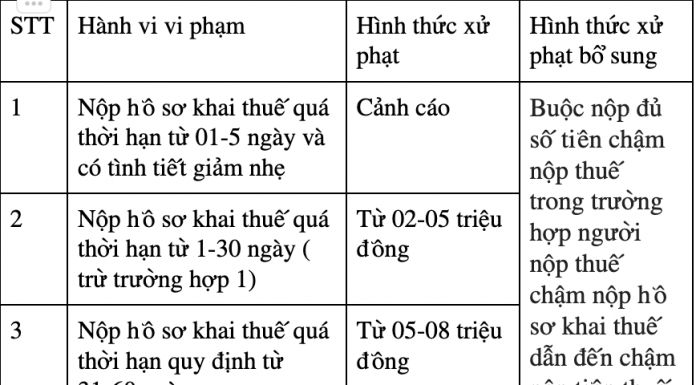 STT
Hành vi vi phạm
Hình thức xử
phạt
Hình thức xử
phạt bổ sung
1
Nộp hồ sơ khai thuế quá
thời hạn từ 01-5 ngày và
có tình tiết giảm nhẹ
Cảnh cáo
Buộc nộp đủ
số tiền chậm
nộp thuế
trong trường
hợp người
nộp thuế
chậm nộp hồ
sơ khai thuế
dẫn đến chậm
2
Nộp hồ sơ khai thuế quá
thời hạn từ 1-30 ngày (
trừ trường hợp 1)
Từ 02-05 triệu
đồng
3
Nộp hồ sơ khai thuế quá
thời hạn quy định từ
Từ 05-08 triệu
đồng